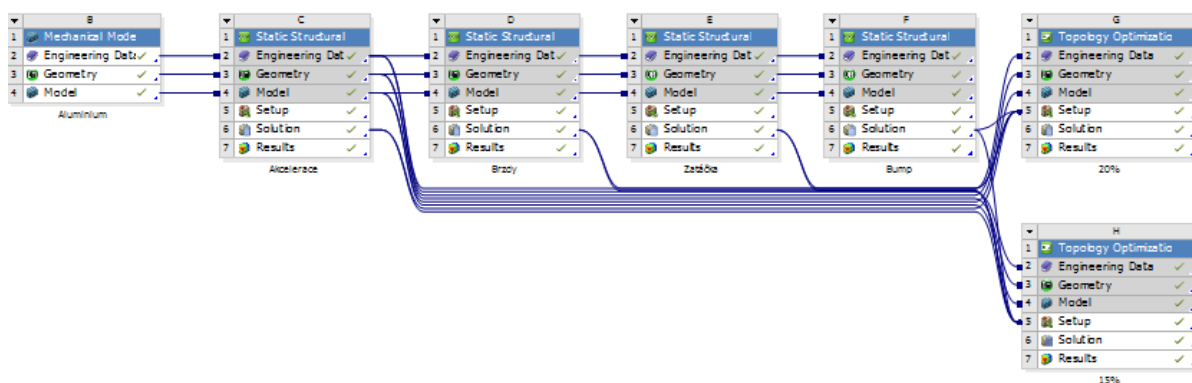 B
1 Mechanical Mode
2 Engineering Data
3 Geometry
4 Model
Aluminium
C
1 Static Structural
2 Engineering Dat
3 Geometry
4 Model
5 Setup
6 Solution
7 Results
Akcelerace
D
1 Static Structural
2 Engineering Dat
3 Geometry
4 Model
5 Setup
6 Solution
7 Results
Brzdy
E
1 Static Structural
2 Engineering Dat
3 Geometry
4 Model
5 Setup
6 Solution
7 Results
Zatáčka
F
1 Static Structural
2 Engineering Dat
3 Geometry
4 Model
5 Setup
6 Solution
7 Results
Bump
G
1 Topology Optimizatio
2 Engineering Data
3 Geometry
4 Model
5 Setup
6 Solution
7 Results
20%
H
1 Topology Optimizatio
2 Engineering Data
3 Geometry
4 Model
5 Setup
6 Solution
7 Results
15%